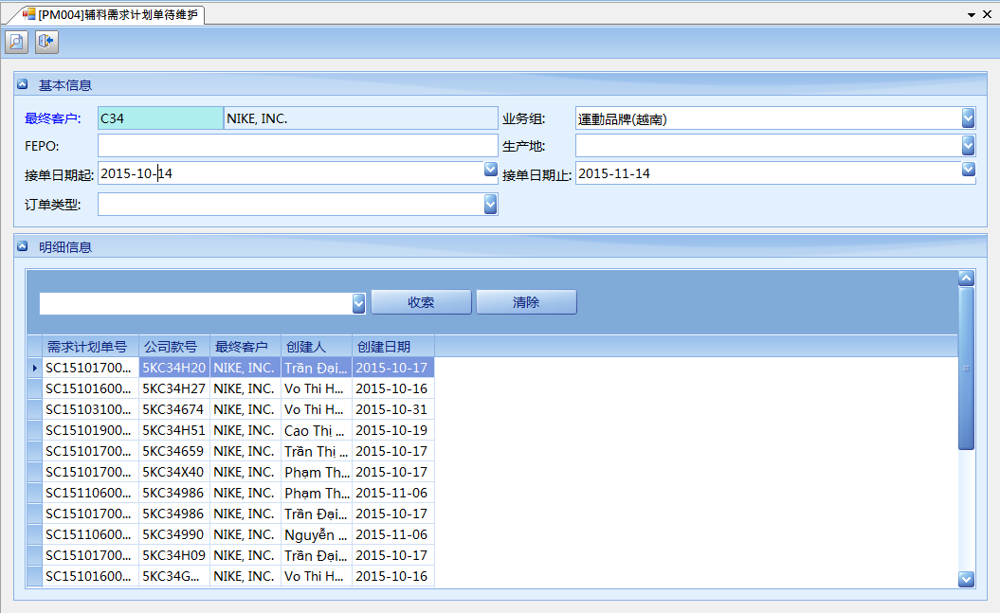 [PM004]辅料需求计划单待维护
基本信息
最终客户: C34 NIKE, INC. 业务组: 運動品牌(越南)
FEPO: 生产地:
接单日期起: 2015-10-14 接单日期止: 2015-11-14
订单类型:
明细信息
收索 清除
需求计划单号 公司款号 最终客户 创建人 创建日期
SC15101700... 5KC34H20 NIKE, INC. Trần Đại... 2015-10-17
SC15101600... 5KC34H27 NIKE, INC. Vo Thi H... 2015-10-16
SC15103100... 5KC34674 NIKE, INC. Vo Thi H... 2015-10-31
SC15101900... 5KC34H51 NIKE, INC. Cao Thị ... 2015-10-19
SC15101700... 5KC34659 NIKE, INC. Trần Thị ... 2015-10-17
SC15101700... 5KC34X40 NIKE, INC. Phạm Th... 2015-10-17
SC15110600... 5KC34986 NIKE, INC. Phạm Th... 2015-11-06
SC15101700... 5KC34986 NIKE, INC. Trần Đại... 2015-10-17
SC15110600... 5KC34990 NIKE, INC. Nguyễn ... 2015-11-06
SC15101700... 5KC34H09 NIKE, INC. Trần Đại... 2015-10-17
SC15101600... 5KC34G... NIKE, INC. Vo Thi H... 2015-10-16